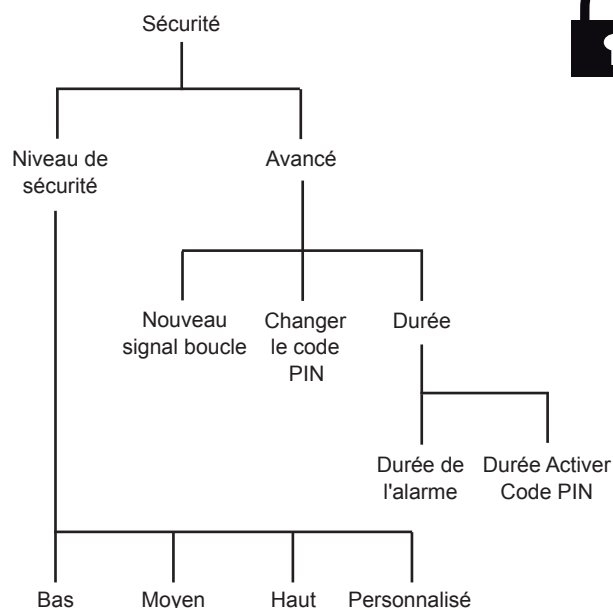 Sécurité
Niveau de
sécurité
Avancé
Nouveau
signal boucle
Changer
le code
PIN
Durée
Durée de
l'alarme
Durée Activer
Code PIN
Bas
Moyen
Haut
Personnalisé